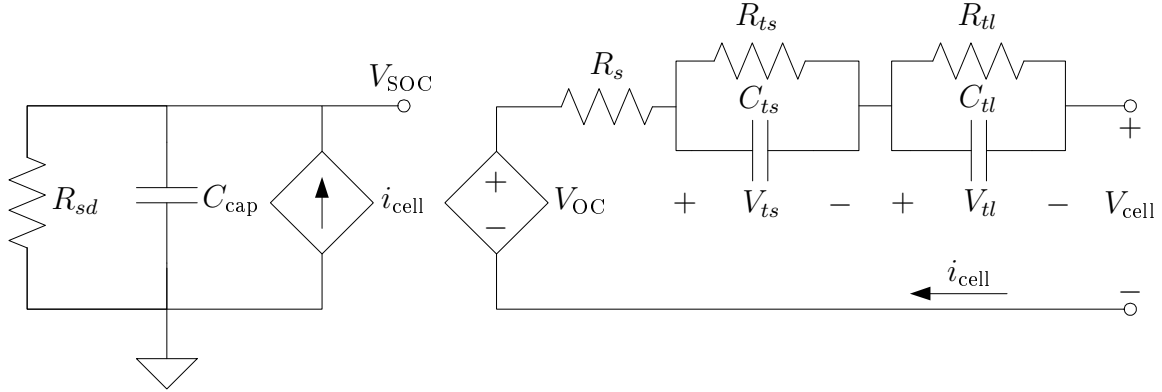 R_ts
R_tl
R_s
V_SOC
C_ts
C_tl
+
R_sd
C_cap
i_cell
+
−
V_OC
+ V_ts −
+ V_tl −
V_cell
i_cell
−